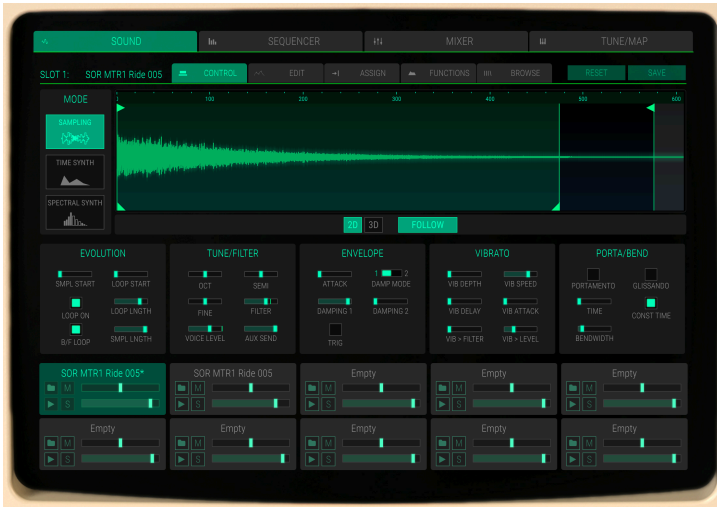 SOUND SEQUENCER MIXER TUNE/MAP
SLOT 1: SOR MTR1 Ride 005 CONTROL EDIT ASSIGN FUNCTIONS BROWSE RESET SAVE
MODE
1 100 200 300 400 500 600
SAMPLING
TIME SYNTH
SPECTRAL SYNTH
2D 3D FOLLOW
EVOLUTION TUNE/FILTER ENVELOPE VIBRATO PORTA/BEND
1 2
SMPL START LOOP START OCT SEMI ATTACK DAMP MODE VIB DEPTH VIB SPEED PORTAMENTO GLISSANDO
LOOP ON LOOP LNGTH FINE FILTER DAMPING 1 DAMPING 2 VIB DELAY VIB ATTACK TIME CONST TIME
B/F LOOP SMPL LNGTH VOICE LEVEL AUX SEND TRIG VIB > FILTER VIB > LEVEL BENDWIDTH
SOR MTR1 Ride 005* SOR MTR1 Ride 005 Empty Empty Empty
M M M M M
S S S S S
Empty Empty Empty Empty Empty
M M M M M
S S S S S